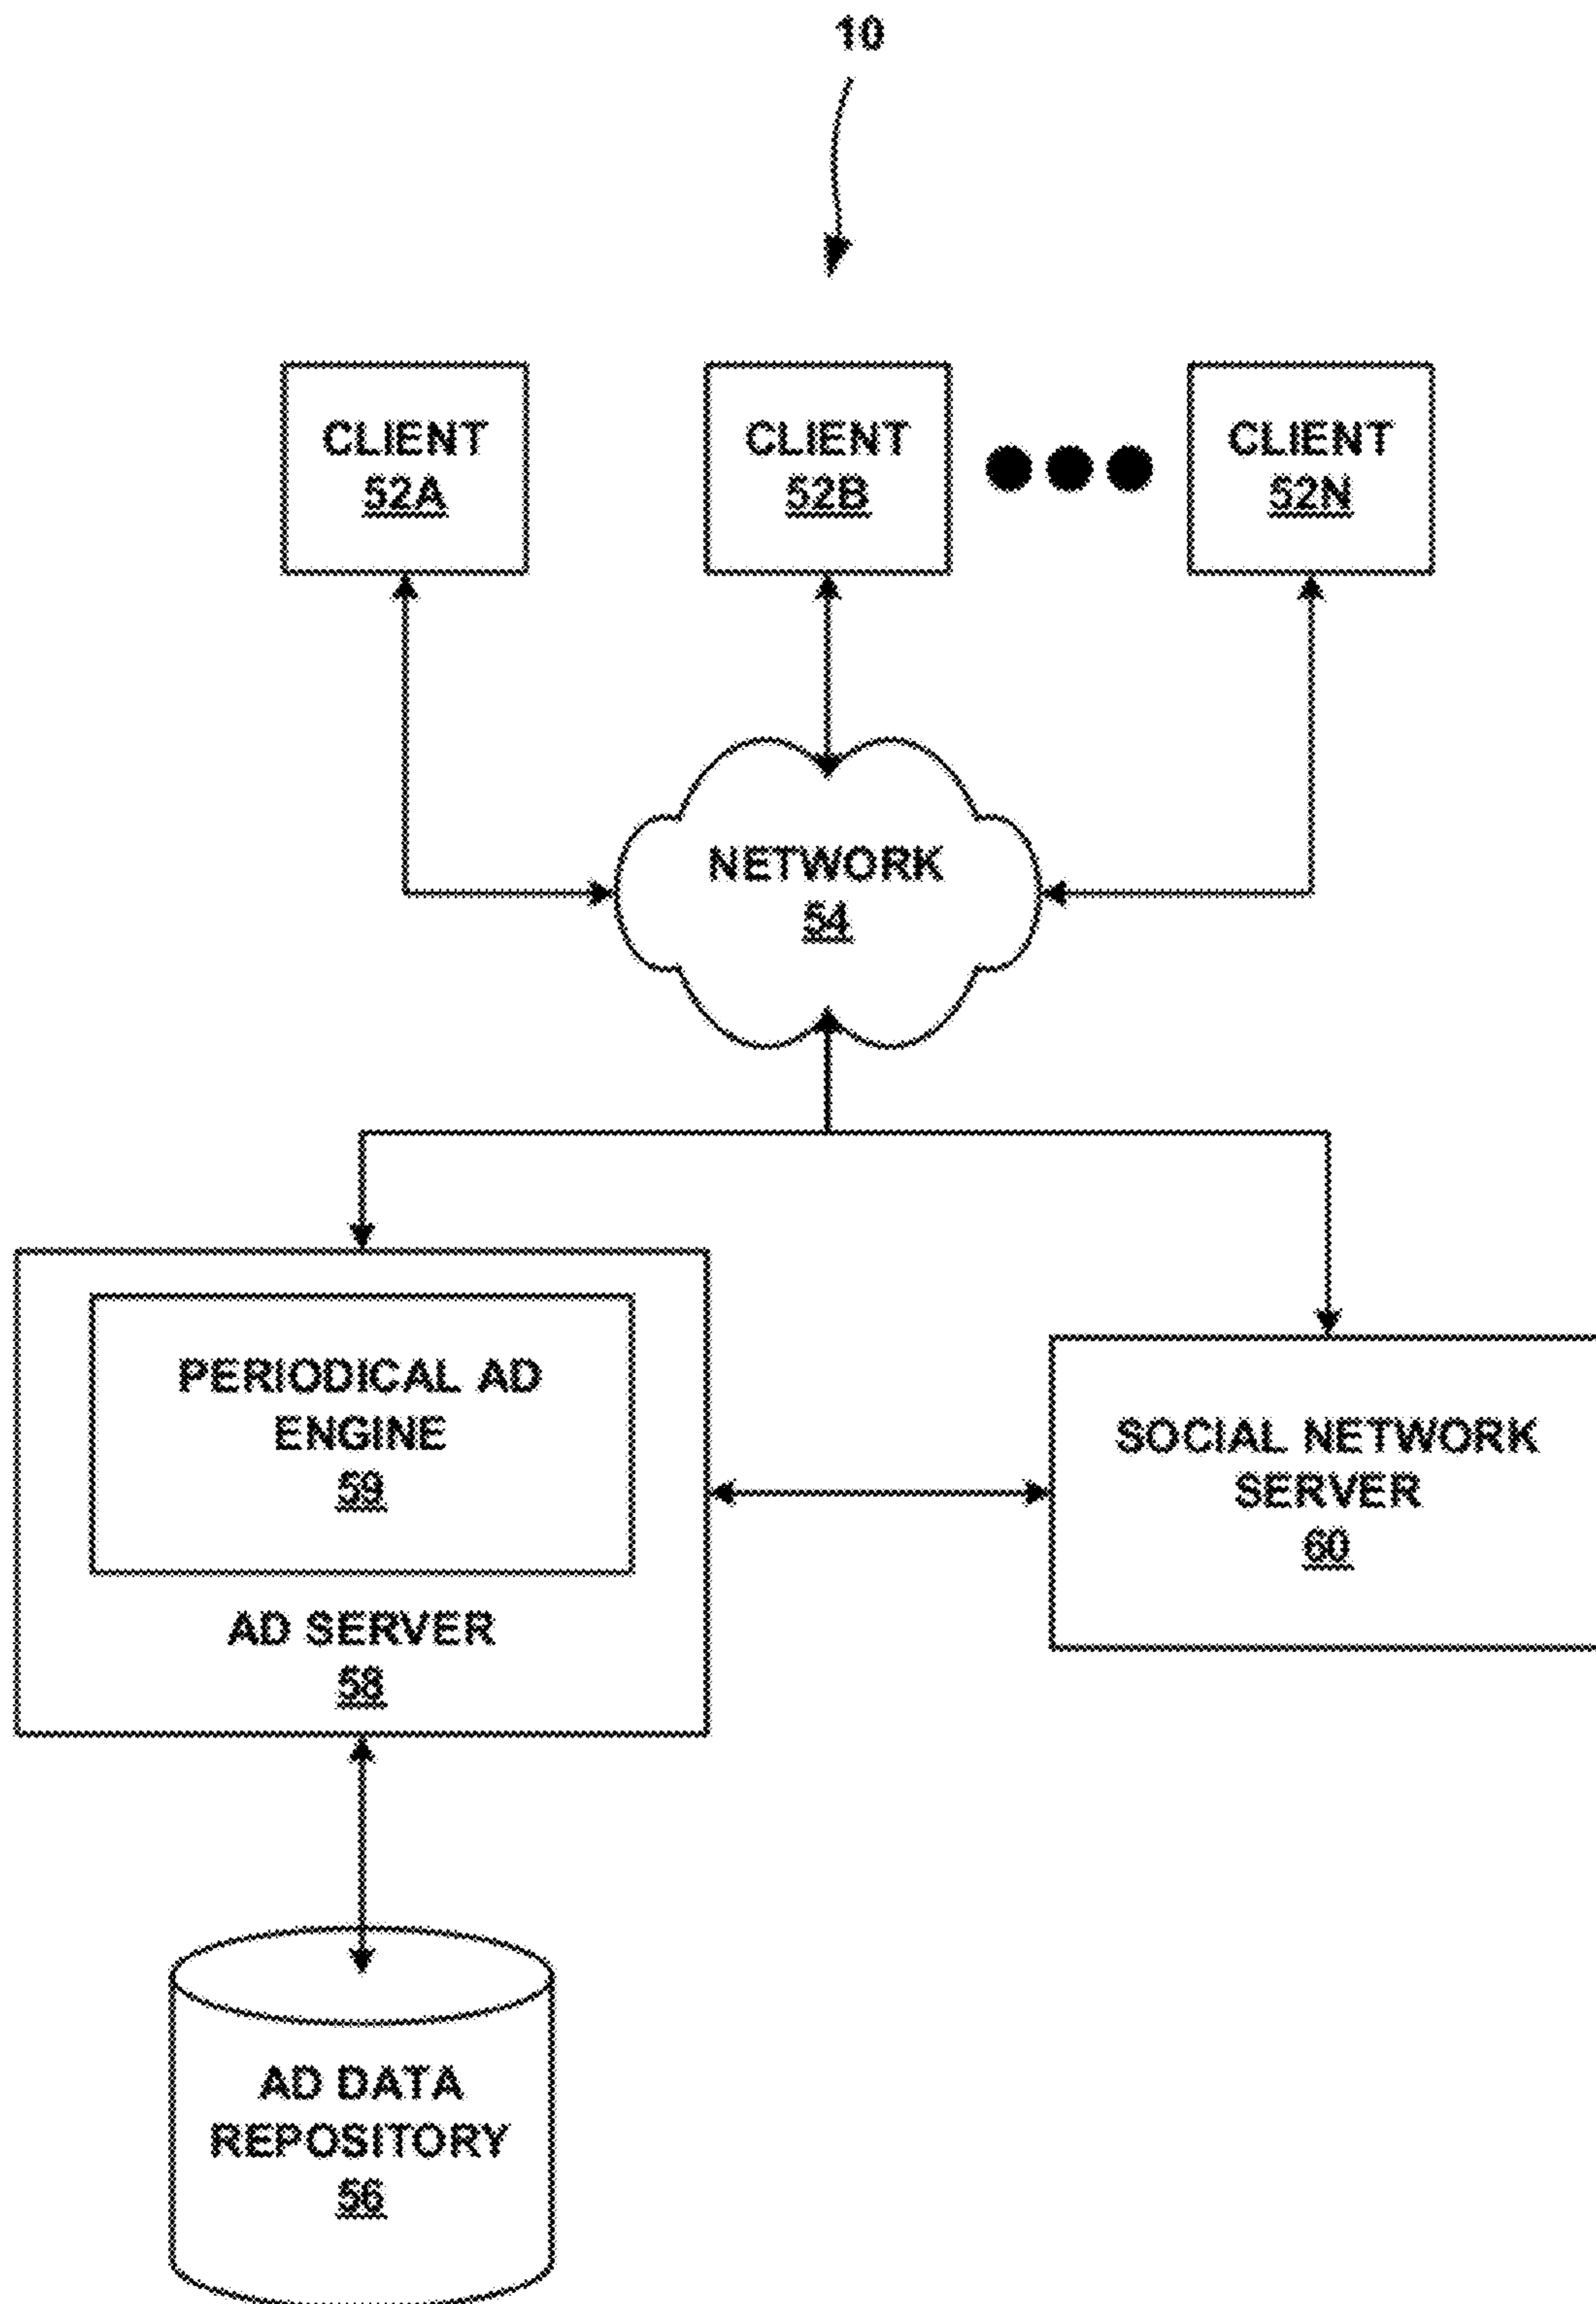 10
CLIENT
52A
CLIENT
52B
CLIENT
52N
NETWORK
54
PERIODICAL AD
ENGINE
59
AD SERVER
58
SOCIAL NETWORK
SERVER
60
AD DATA
REPOSITORY
56